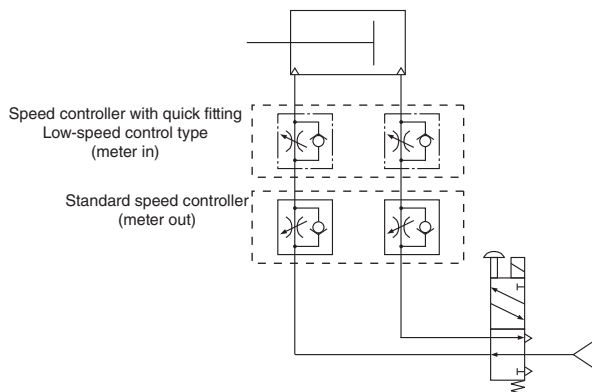 Speed controller with quick fitting
Low-speed control type
(meter in)
Standard speed controller
(meter out)